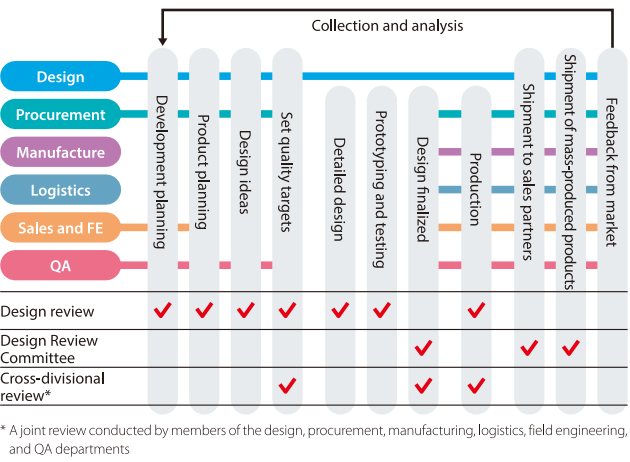 Collection and analysis
Design
Procurement
Manufacture
Logistics
Sales and FE
QA
Development planning
Product planning
Design ideas
Set quality targets
Detailed design
Prototyping and testing
Design finalized
Production
Shipment to sales partners
Shipment of mass-produced products
Feedback from market
Design review
Design Review
Committee
Cross-divisional
review*
* A joint review conducted by members of the design, procurement, manufacturing, logistics, field engineering,
and QA departments